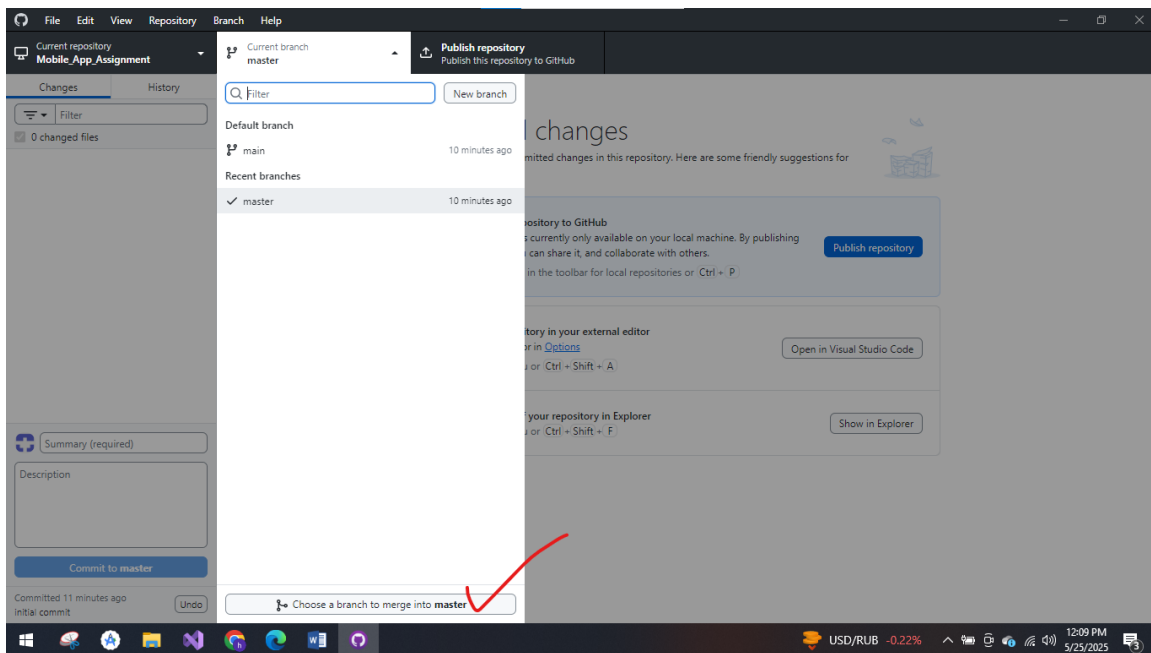 File Edit View Repository Branch Help
Current repository
Mobile_App_Assignment
Current branch
master
Publish repository
Publish this repository to GitHub
Changes History
Filter
0 changed files
Filter
New branch
Default branch
main 10 minutes ago
Recent branches
master 10 minutes ago
changes
mitted changes in this repository. Here are some friendly suggestions for
ository to GitHub
s currently only available on your local machine. By publishing
can share it, and collaborate with others.
in the toolbar for local repositories or Ctrl + P
Publish repository
itory in your external editor
or in Options
or Ctrl + Shift + A
Open in Visual Studio Code
your repository in Explorer
or Ctrl + Shift + F
Show in Explorer
Summary (required)
Description
Commit to master
Committed 11 minutes ago
Initial commit
Undo
Choose a branch to merge into master
USD/RUB -0.22%
12:09 PM
5/25/2025
3